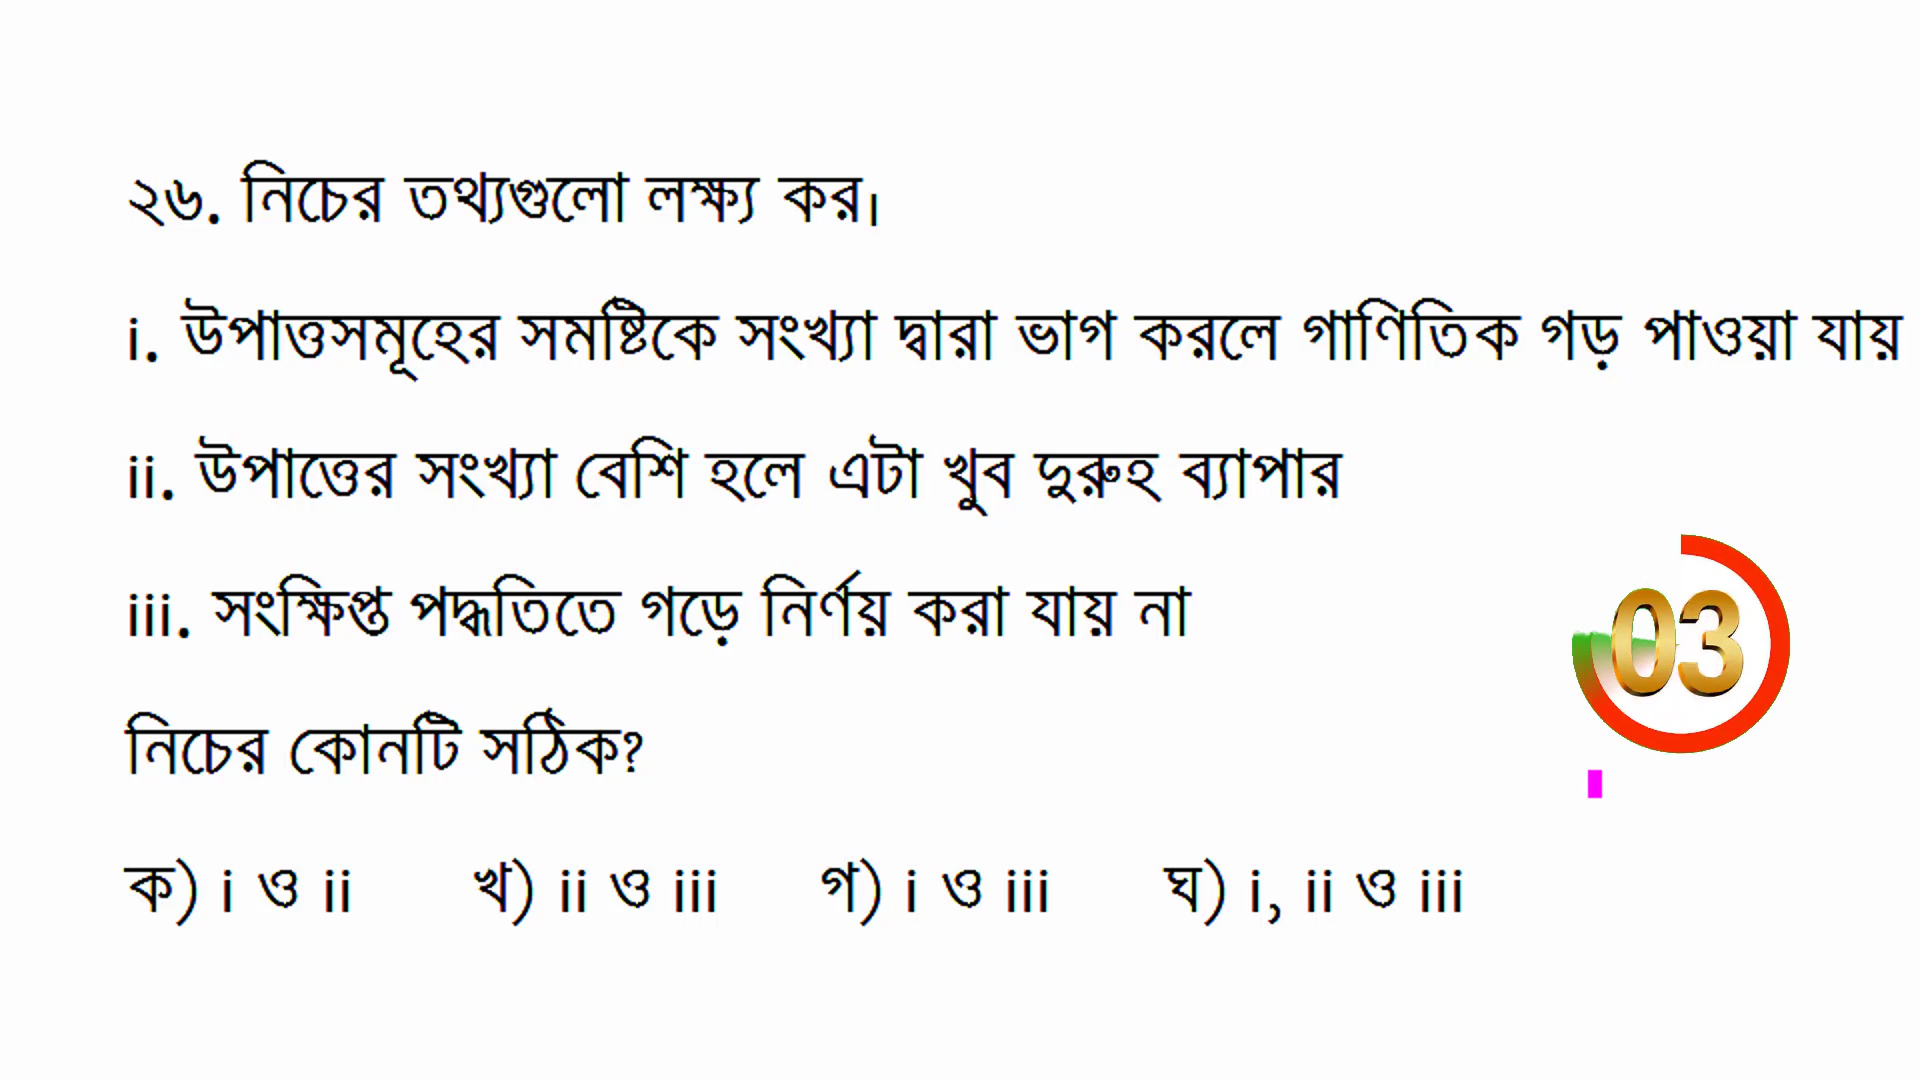 ২৬. নিচের তথ্যগুলো লক্ষ্য কর।
i. উপাত্তসমূহের সমষ্টিকে সংখ্যা দ্বারা ভাগ করলে গাণিতিক গড় পাওয়া যায়
ii. উপাত্তের সংখ্যা বেশি হলে এটা খুব দুরুহ ব্যাপার
iii. সংক্ষিপ্ত পদ্ধতিতে গড়ে নির্ণয় করা যায় না
03
নিচের কোনটি সঠিক?
ক) i ও ii খ) ii ও iii গ) i ও iii ঘ) i, ii ও iii